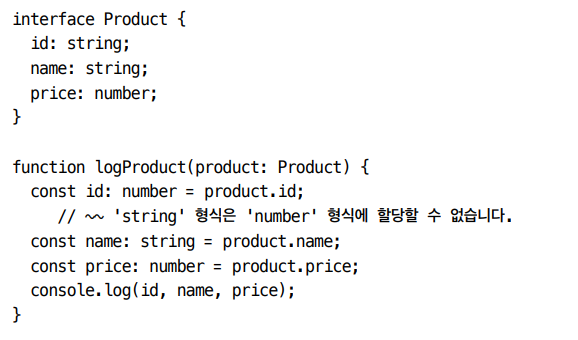 interface Product {
  id: string;
  name: string;
  price: number;
}

function logProduct(product: Product) {
  const id: number = product.id;
     // ~~ 'string' 형식은 'number' 형식에 할당할 수 없습니다.
  const name: string = product.name;
  const price: number = product.price;
  console.log(id, name, price);
}